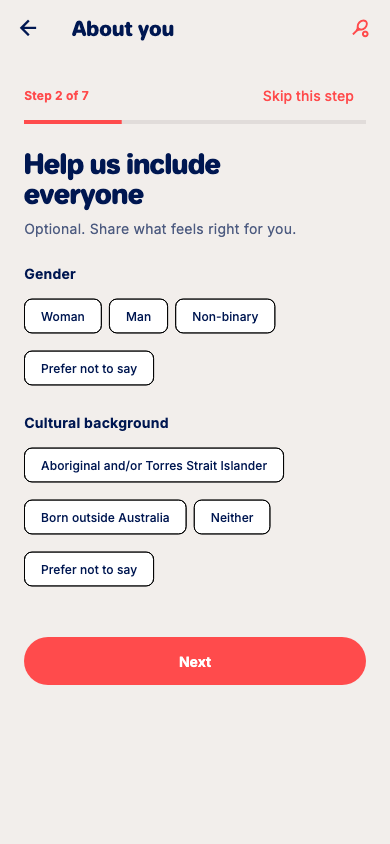 About you
Step 2 of 7
Skip this step
Help us include
everyone
Optional. Share what feels right for you.
Gender
Woman
Man
Non-binary
Prefer not to say
Cultural background
Aboriginal and/or Torres Strait Islander
Born outside Australia
Neither
Prefer not to say
Next